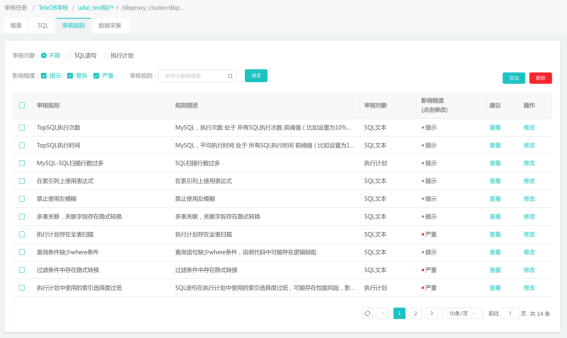 审核任务 / TeleDB审核 / udal_test租户 > /dbproxy_cluster/dbp...
概要 SQL 审核规则 数据采集
审核对象: 不限 SQL语句 执行计划
影响程度: 提示 警告 严重 审核规则: 搜索
添加 删除
审核规则 规则描述 审核对象 影响程度 建议 操作
(点击修改)
TopSQL执行次数 MySQL，执行次数 处于 所有SQL执行次数 前阈值（比如设置为10%... SQL文本 提示 查看 修改
TopSQL执行时间 MySQL，平均执行时间 处于 所有SQL执行时间 前阈值（比如设置为1... SQL文本 提示 查看 修改
MySQL-SQL扫描行数过多 SQL扫描行数过多 执行计划 提示 查看 修改
在索引列上使用表达式 在索引列上使用表达式 SQL文本 提示 查看 修改
禁止使用左模糊 禁止使用左模糊 SQL文本 提示 查看 修改
多表关联，关联字段存在隐式转换 多表关联，关联字段存在隐式转换 SQL文本 提示 查看 修改
执行计划存在全表扫描 执行计划存在全表扫描 SQL文本 严重 查看 修改
查询条件缺少where条件 查询语句缺少where条件，说明代码中可能存在逻辑缺陷 SQL文本 提示 查看 修改
过滤条件中存在隐式转换 过滤条件中存在隐式转换 SQL文本 严重 查看 修改
执行计划中使用的索引选择度过低 SQL语句在执行计划中使用的索引选择度过低，可能存在性能风险，影... 执行计划 严重 查看 修改
1 2 10条/页 前往 1 页 共 14 条